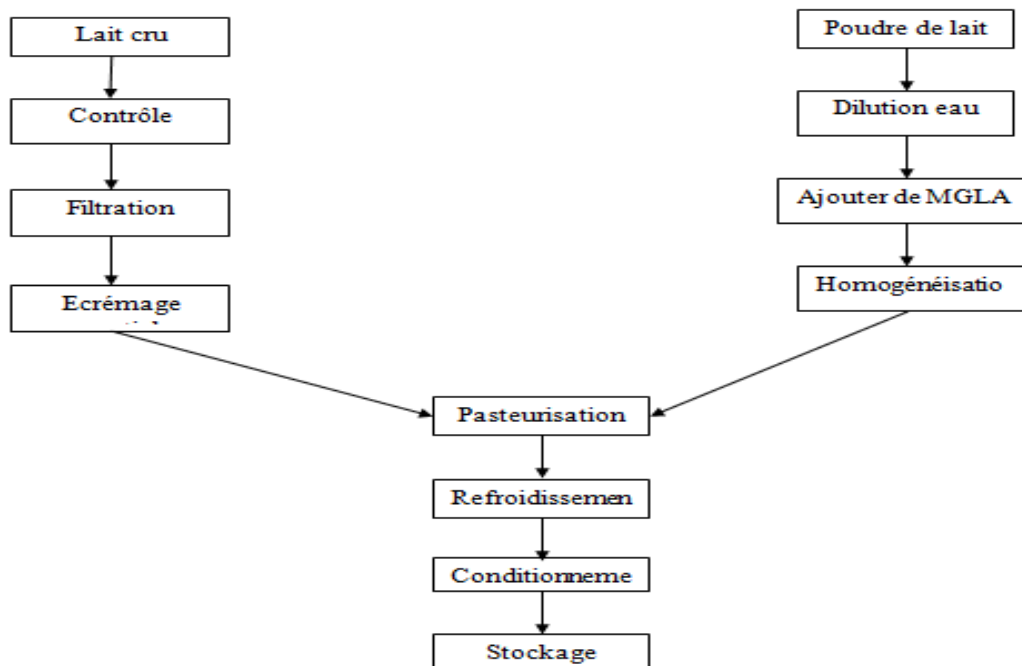 Lait cru
Contrôle
Filtration
Ecrémage
Poudre de lait
Dilution eau
Ajouter de MGLA
Homogénéisatio
Pasteurisation
Refroidissemen
Conditionneme
Stockage